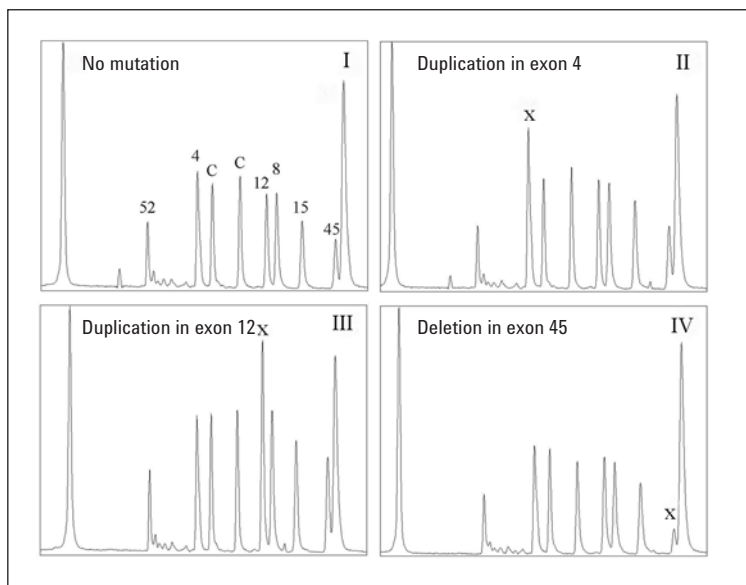 No mutation
I
52
4
C
C
12
8
15
45
Duplication in exon 4
II
X
Duplication in exon 12
X
III
Deletion in exon 45
IV
X